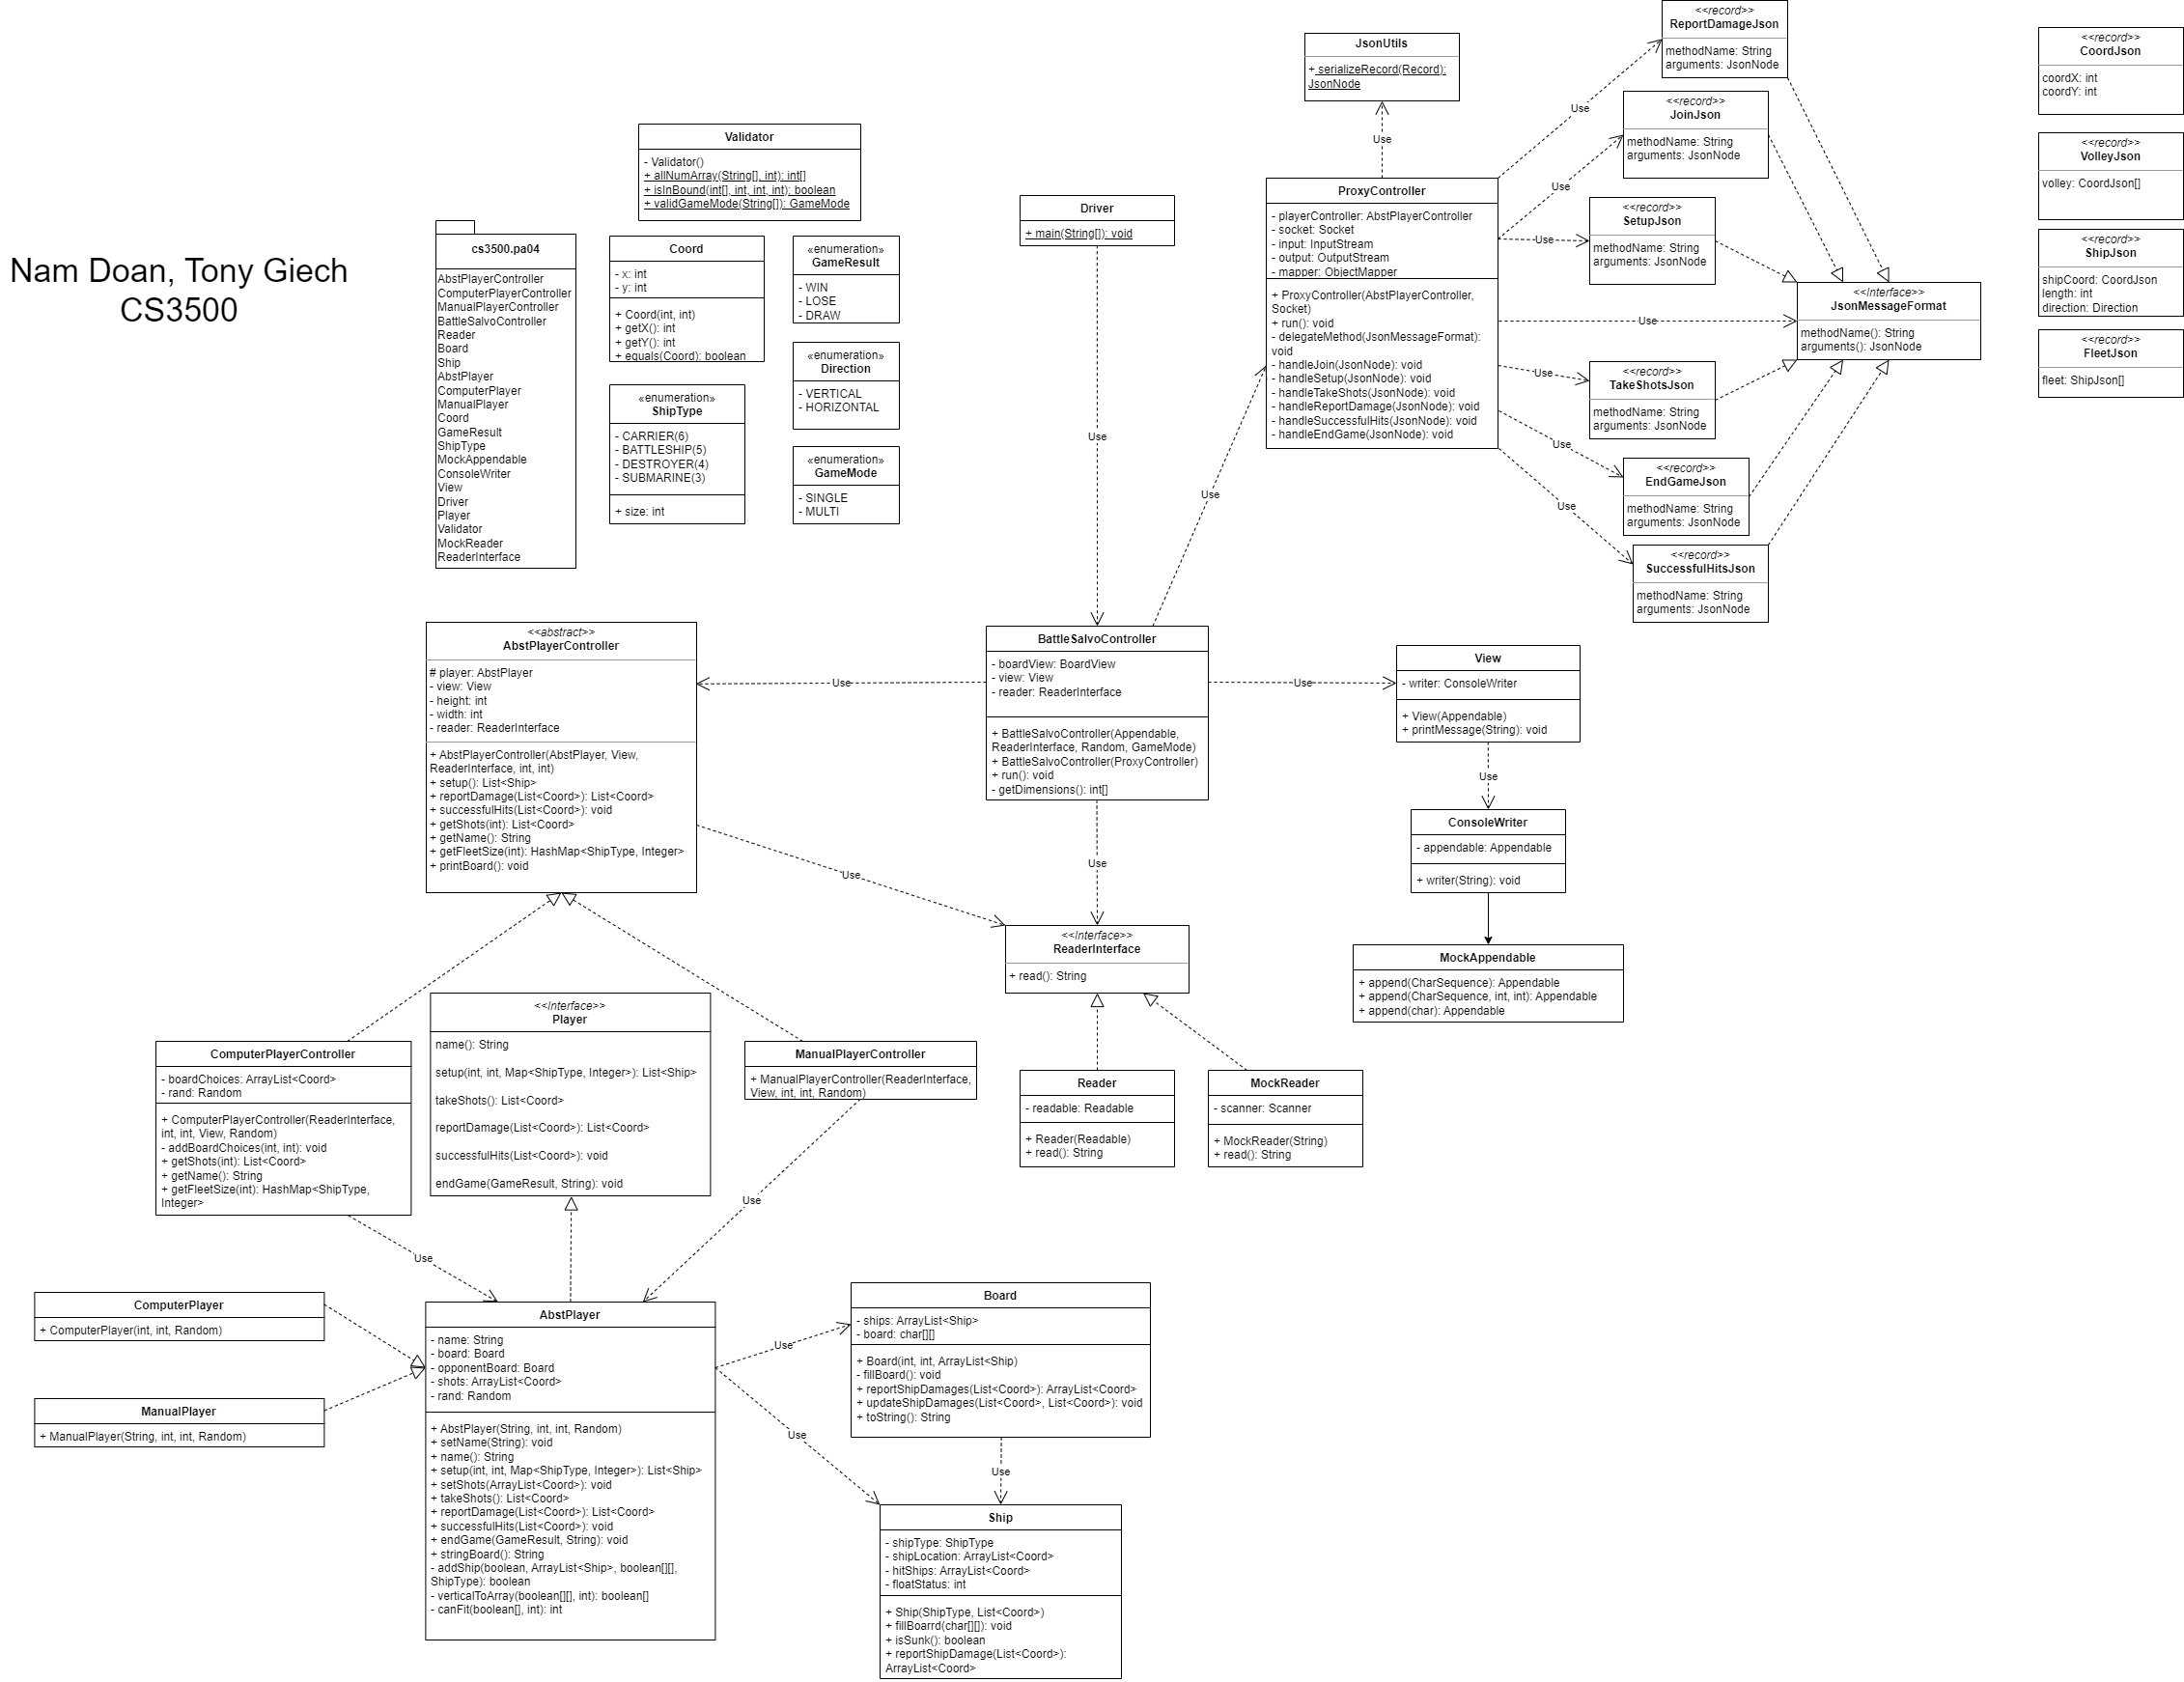 Nam Doan, Tony Giech
CS3500
cs3500.pa04
AbstPlayerController
ComputerPlayerController
ManualPlayerController
BattleSalvoController
Reader
Board
Ship
AbstPlayer
ComputerPlayer
ManualPlayer
Coord
GameResult
ShipType
MockAppendable
ConsoleWriter
View
Driver
Player
Validator
MockReader
ReaderInterface
Validator
- Validator()
+ allNumArray(String[], int): int[]
+ isInBound(int[], int, int, int): boolean
+ validGameMode(String[]): GameMode
Coord
- x: int
- y: int
+ Coord(int, int)
+ getX(): int
+ getY(): int
+ equals(Coord): boolean
«enumeration»
ShipType
- CARRIER(6)
- BATTLESHIP(5)
- DESTROYER(4)
- SUBMARINE(3)
+ size: int
«enumeration»
GameResult
- WIN
- LOSE
- DRAW
«enumeration»
Direction
- VERTICAL
- HORIZONTAL
«enumeration»
GameMode
- SINGLE
- MULTI
Driver
+ main(String[]): void
Use
JsonUtils
+ serializeRecord(Record):
JsonNode
Use
ProxyController
- playerController: AbstPlayerController
- socket: Socket
- input: InputStream
- output: OutputStream
- mapper: ObjectMapper
+ ProxyController(AbstPlayerController,
Socket)
+ run(): void
- delegateMethod(JsonMessageFormat):
void
- handleJoin(JsonNode): void
- handleSetup(JsonNode): void
- handleTakeShots(JsonNode): void
- handleReportDamage(JsonNode): void
- handleSuccessfulHits(JsonNode): void
- handleEndGame(JsonNode): void
Use
Use
Use
Use
Use
Use
Use
Use
<<record>>
ReportDamageJson
methodName: String
arguments: JsonNode
<<record>>
JoinJson
methodName: String
arguments: JsonNode
<<record>>
SetupJson
methodName: String
arguments: JsonNode
<<Interface>>
JsonMessageFormat
methodName(): String
arguments(): JsonNode
<<record>>
TakeShotsJson
methodName: String
arguments: JsonNode
<<record>>
EndGameJson
methodName: String
arguments: JsonNode
<<record>>
SuccessfulHitsJson
methodName: String
arguments: JsonNode
<<record>>
CoordJson
coordX: int
coordY: int
<<record>>
VolleyJson
volley: CoordJson[]
<<record>>
ShipJson
shipCoord: CoordJson
length: int
direction: Direction
<<record>>
FleetJson
fleet: ShipJson[]
<<abstract>>
AbstPlayerController
# player: AbstPlayer
- view: View
- height: int
- width: int
- reader: ReaderInterface
+ AbstPlayerController(AbstPlayer, View,
ReaderInterface, int, int)
+ setup(): List<Ship>
+ reportDamage(List<Coord>): List<Coord>
+ successfulHits(List<Coord>): void
+ getShots(int): List<Coord>
+ getName(): String
+ getFleetSize(int): HashMap<ShipType, Integer>
+ printBoard(): void
Use
BattleSalvoController
- boardView: BoardView
- view: View
- reader: ReaderInterface
+ BattleSalvoController(Appendable,
ReaderInterface, Random, GameMode)
+ BattleSalvoController(ProxyController)
+ run(): void
- getDimensions(): int[]
Use
View
- writer: ConsoleWriter
+ View(Appendable)
+ printMessage(String): void
Use
ConsoleWriter
- appendable: Appendable
+ writer(String): void
MockAppendable
+ append(CharSequence): Appendable
+ append(CharSequence, int, int): Appendable
+ append(char): Appendable
Use
Use
<<Interface>>
ReaderInterface
+ read(): String
Reader
- readable: Readable
+ Reader(Readable)
+ read(): String
MockReader
- scanner: Scanner
+ MockReader(String)
+ read(): String
ComputerPlayerController
- boardChoices: ArrayList<Coord>
- rand: Random
+ ComputerPlayerController(ReaderInterface,
int, int, View, Random)
- addBoardChoices(int, int): void
+ getShots(int): List<Coord>
+ getName(): String
+ getFleetSize(int): HashMap<ShipType,
Integer>
<<Interface>>
Player
name(): String
setup(int, int, Map<ShipType, Integer>): List<Ship>
takeShots(): List<Coord>
reportDamage(List<Coord>): List<Coord>
successfulHits(List<Coord>): void
endGame(GameResult, String): void
ManualPlayerController
+ ManualPlayerController(ReaderInterface,
View, int, int, Random)
Use
Use
ComputerPlayer
+ ComputerPlayer(int, int, Random)
ManualPlayer
+ ManualPlayer(String, int, int, Random)
AbstPlayer
- name: String
- board: Board
- opponentBoard: Board
- shots: ArrayList<Coord>
- rand: Random
+ AbstPlayer(String, int, int, Random)
+ setName(String): void
+ name(): String
+ setup(int, int, Map<ShipType, Integer>): List<Ship>
+ setShots(ArrayList<Coord>): void
+ takeShots(): List<Coord>
+ reportDamage(List<Coord>): List<Coord>
+ successfulHits(List<Coord>): void
+ endGame(GameResult, String): void
+ stringBoard(): String
- addShip(boolean, ArrayList<Ship>, boolean[][],
ShipType): boolean
- verticalToArray(boolean[][], int): boolean[]
- canFit(boolean[], int): int
Use
Use
Board
- ships: ArrayList<Ship>
- board: char[][]
+ Board(int, int, ArrayList<Ship)
- fillBoard(): void
+ reportShipDamages(List<Coord>): ArrayList<Coord>
+ updateShipDamages(List<Coord>, List<Coord>): void
+ toString(): String
Use
Ship
- shipType: ShipType
- shipLocation: ArrayList<Coord>
- hitShips: ArrayList<Coord>
- floatStatus: int
+ Ship(ShipType, List<Coord>)
+ fillBoarrd(char[][]): void
+ isSunk(): boolean
+ reportShipDamage(List<Coord>):
ArrayList<Coord>